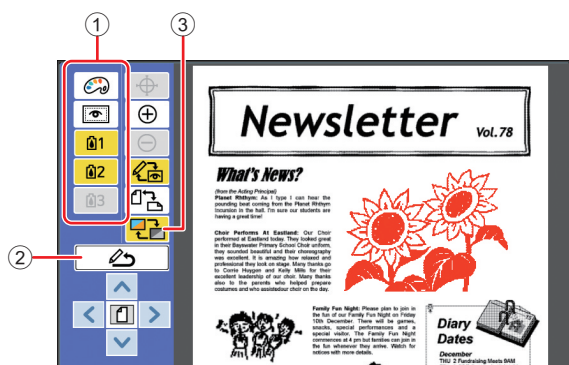 1
3
1
2
3
2
Newsletter Vol.78
What's News?
(from the Acting Principal)
Planet Rhthym: As I type I can hear the
pounding beat coming from the Planet Rhthym
Incursion in the hall. I'm sure our students are
having a great time!
Choir Performs At Eastland: Our Choir
performed at Eastland today. They looked great
in their Bayswater Primary School Choir uniform,
they sounded beautiful and their choreography
was excellent. It is amazing how relaxed and
professional they look on stage. Many thanks go
to Corrie Huygen and Kelly Mills for their
excellent leadership of our choir. Many thanks
also to the parents who helped prepare
costumes and who assistedour choir on the day.
Family Fun Night: Please plan to join in
the fun of our Family Fun Night on Friday
10th December. There will be games,
snacks, special performances and a
special visitor. The Family Fun Night
commences at 4 pm but families can join in
the fun whenever they arrive. Watch for
notices with more details.
Diary
Dates
December
THU 2 Fundraising Meets 9AM